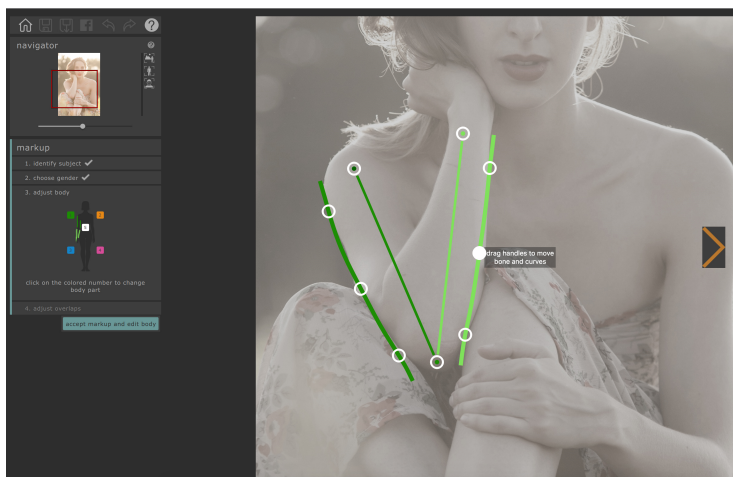 ?
navigator
?
markup
1. identify subject ✔
2. choose gender ✔
3. adjust body
click on the colored number to change
body part
4. adjust overlaps
accept markup and edit body
drag handles to move
bone and curves